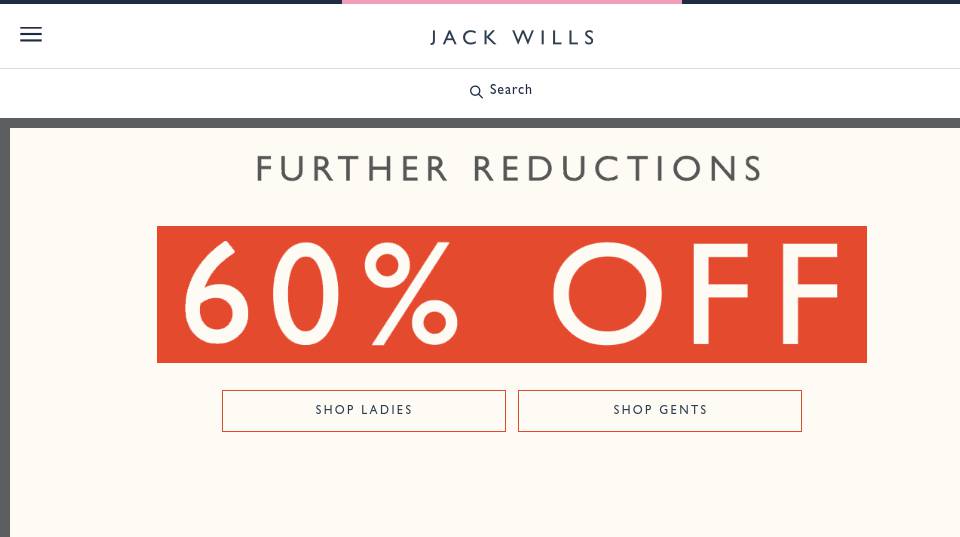 JACK WILLS
Search
FURTHER REDUCTIONS
60% OFF
SHOP LADIES
SHOP GENTS